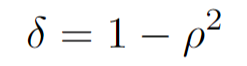 δ = 1 − ρ²